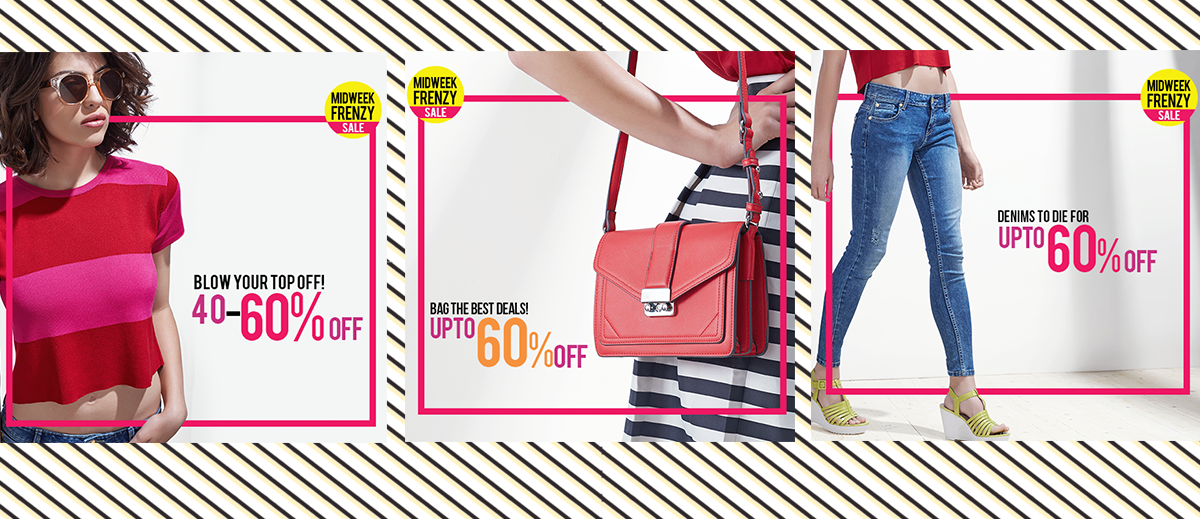 MIDWEEK
FRENZY
SALE
BLOW YOUR TOP OFF!
40-60% OFF
MIDWEEK
FRENZY
SALE
BAG THE BEST DEALS!
UPTO 60% OFF
MIDWEEK
FRENZY
SALE
DENIMS TO DIE FOR
UPTO 60% OFF